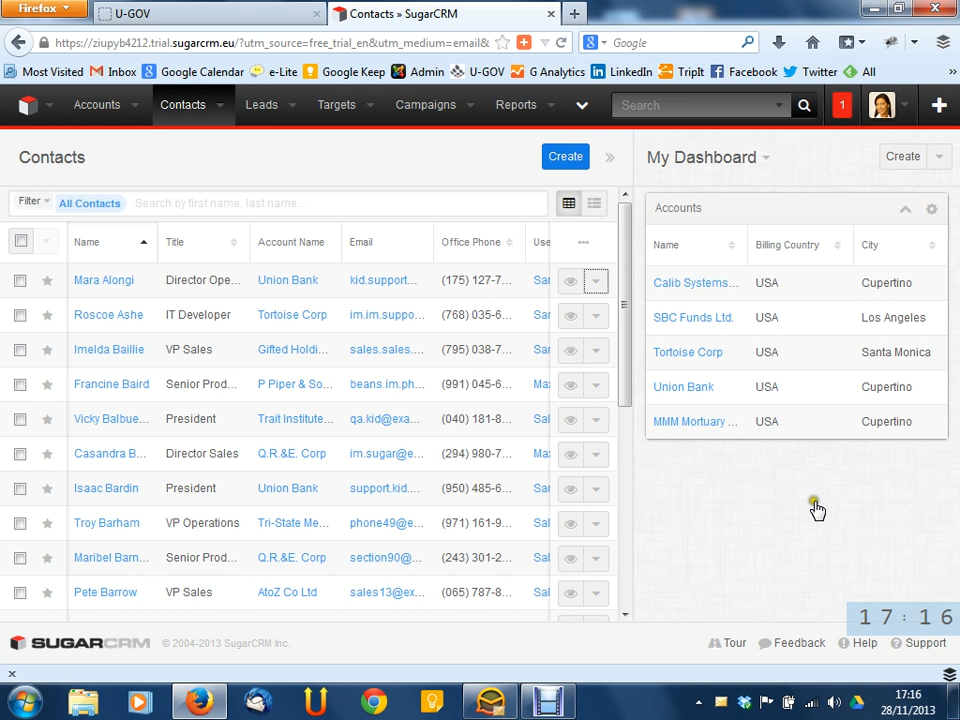 Firefox
U-GOV
Contacts » SugarCRM
https://ziupyb4212.trial.sugarcrm.eu/?utm_source=free_trial_en&utm_medium=email&
Google
Most Visited Inbox Google Calendar e-Lite Google Keep Admin U-GOV G Analytics LinkedIn TripIt Facebook Twitter All »
Accounts Contacts Leads Targets Campaigns Reports Search 1
Contacts Create » My Dashboard Create
Filter All Contacts Search by first name, last name...
Accounts
Name Title Account Name Email Office Phone Use
Name Billing Country City
Mara Alongi Director Ope... Union Bank kid.support... (175) 127-7... Sar
Calib Systems... USA Cupertino
Roscoe Ashe IT Developer Tortoise Corp im.im.suppo... (768) 035-6... Sar
SBC Funds Ltd. USA Los Angeles
Imelda Baillie VP Sales Gifted Holdi... sales.sales... (795) 038-7... Sar
Tortoise Corp USA Santa Monica
Francine Baird Senior Prod... P Piper & So... beans.im.ph... (991) 045-6... Ma
Union Bank USA Cupertino
Vicky Balbue... President Trait Institute... qa.kid@exa... (040) 181-8... Sal
MMM Mortuary ... USA Cupertino
Casandra B... Director Sales Q.R.&E. Corp im.sugar@e... (294) 980-7... Ma
Isaac Bardin President Union Bank support.kid.... (950) 485-6... Sal
Troy Barham VP Operations Tri-State Me... phone49@e... (971) 161-9... Sal
Maribel Barn... Senior Prod... Q.R.&E. Corp section90@... (243) 301-2... Sal
Pete Barrow VP Sales AtoZ Co Ltd sales13@ex... (065) 787-8... Sal
17:16
SUGARCRM © 2004-2013 SugarCRM Inc. Tour Feedback Help Support
17:16
28/11/2013